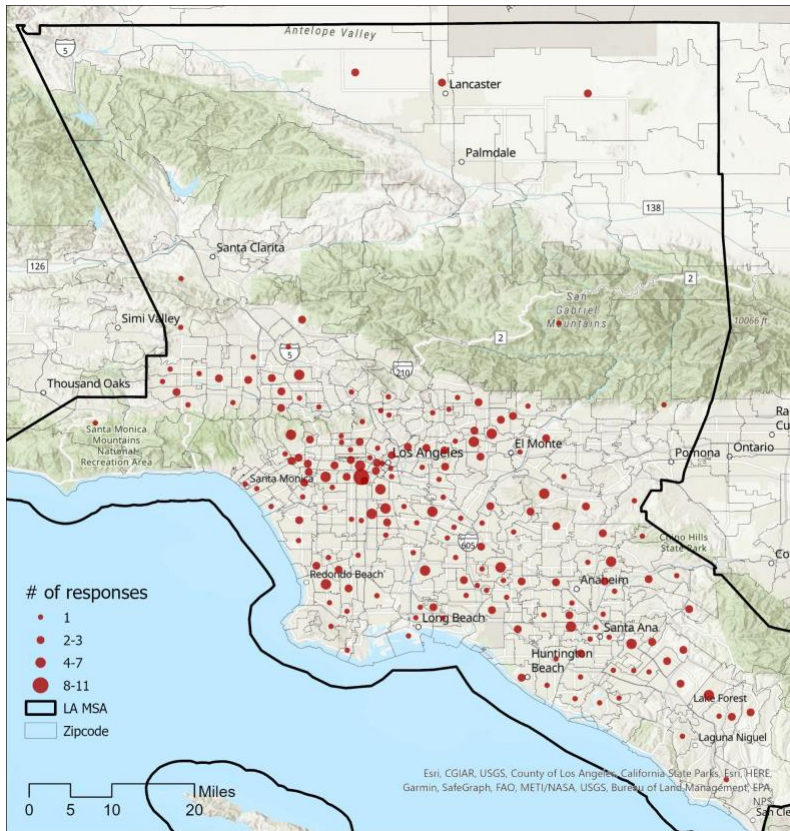 Antelope Valley
5
Lancaster
Palmdale
138
Santa Clarita
126
2
San
Gabriel
Mountains
Simi Valley
10066 ft
5
2
210
Thousand Oaks
Santa Monica
Mountains
National
Recreation Area
El Monte
Los Angeles
Pomona
Ontario
Santa Monica
Chino Hills
State Park
605
Redondo Beach
Anaheim
# of responses
1
2-3
4-7
8-11
LA MSA
Zipcode
Long Beach
Santa Ana
Huntington
Beach
Lake Forest
Laguna Niguel
Miles
0 5 10 20
Esri, CGIAR, USGS, County of Los Angeles, California State Parks, Esri, HERE,
Garmin, SafeGraph, FAO, METI/NASA, USGS, Bureau of Land Management, EPA,
NPS
San Cle